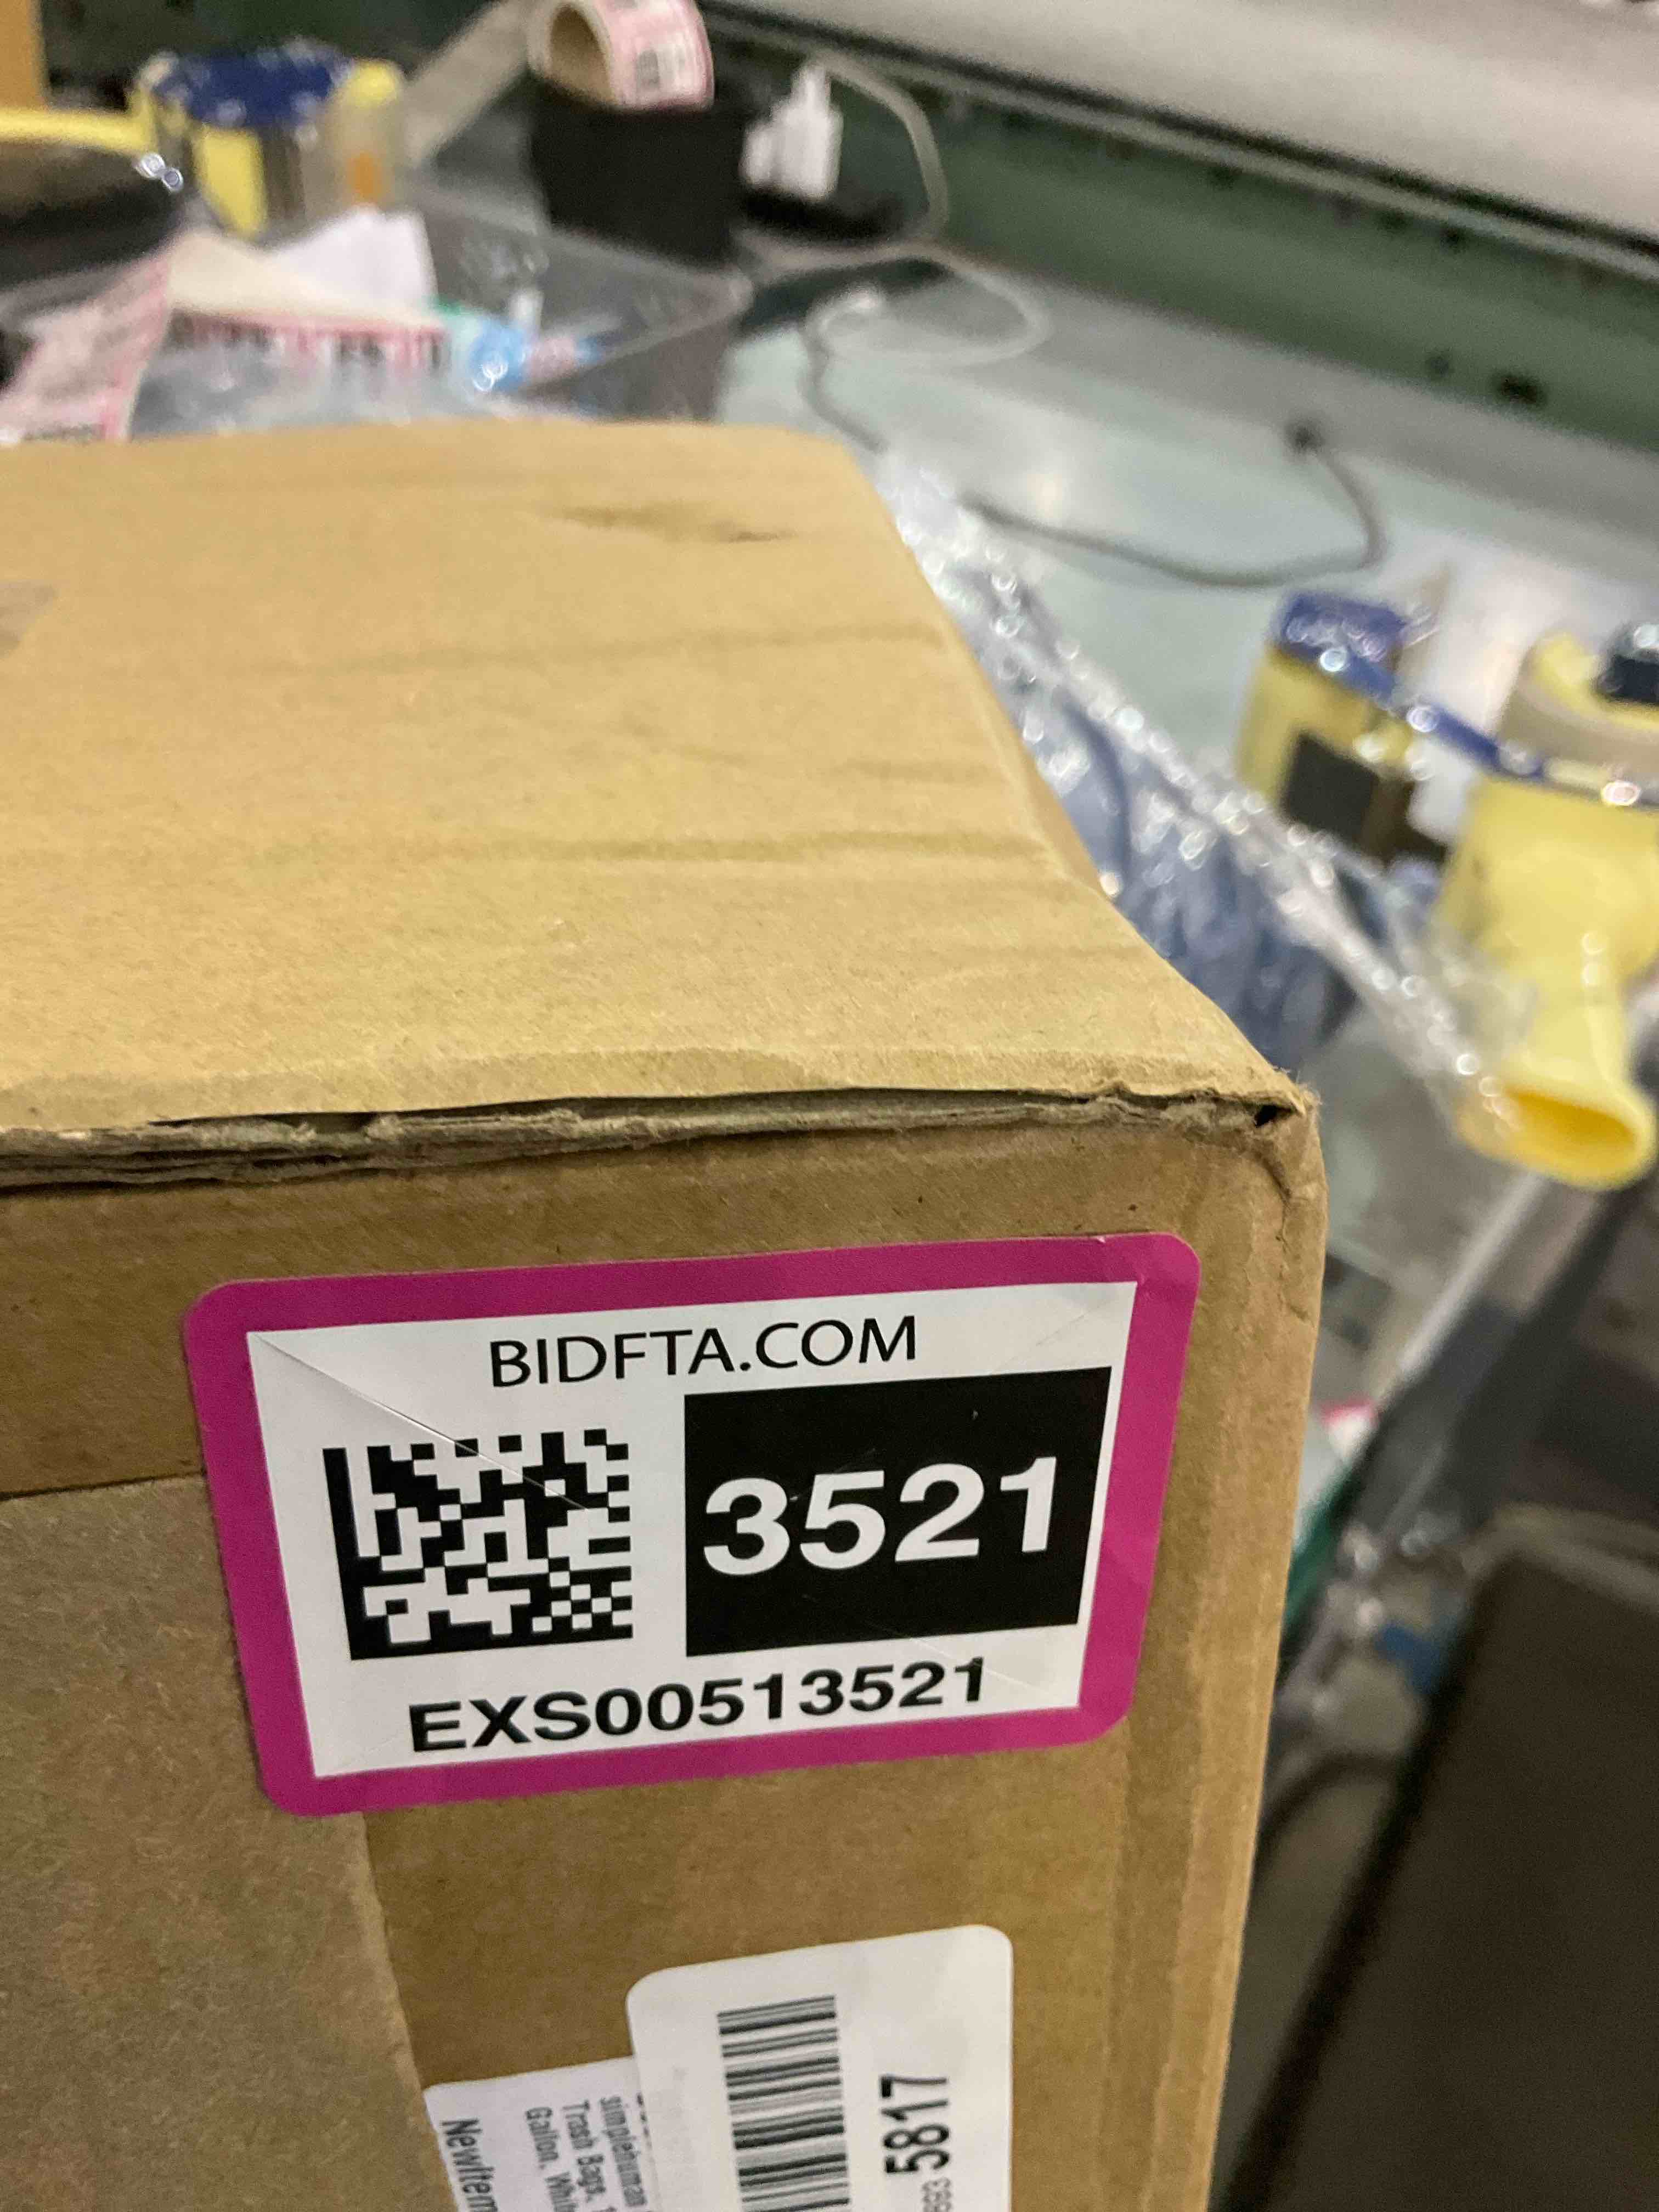 BIDFTA.COM
3521
EXS00513521
5817
simplehuman
Trash Bags,
Gallon,
NewItem